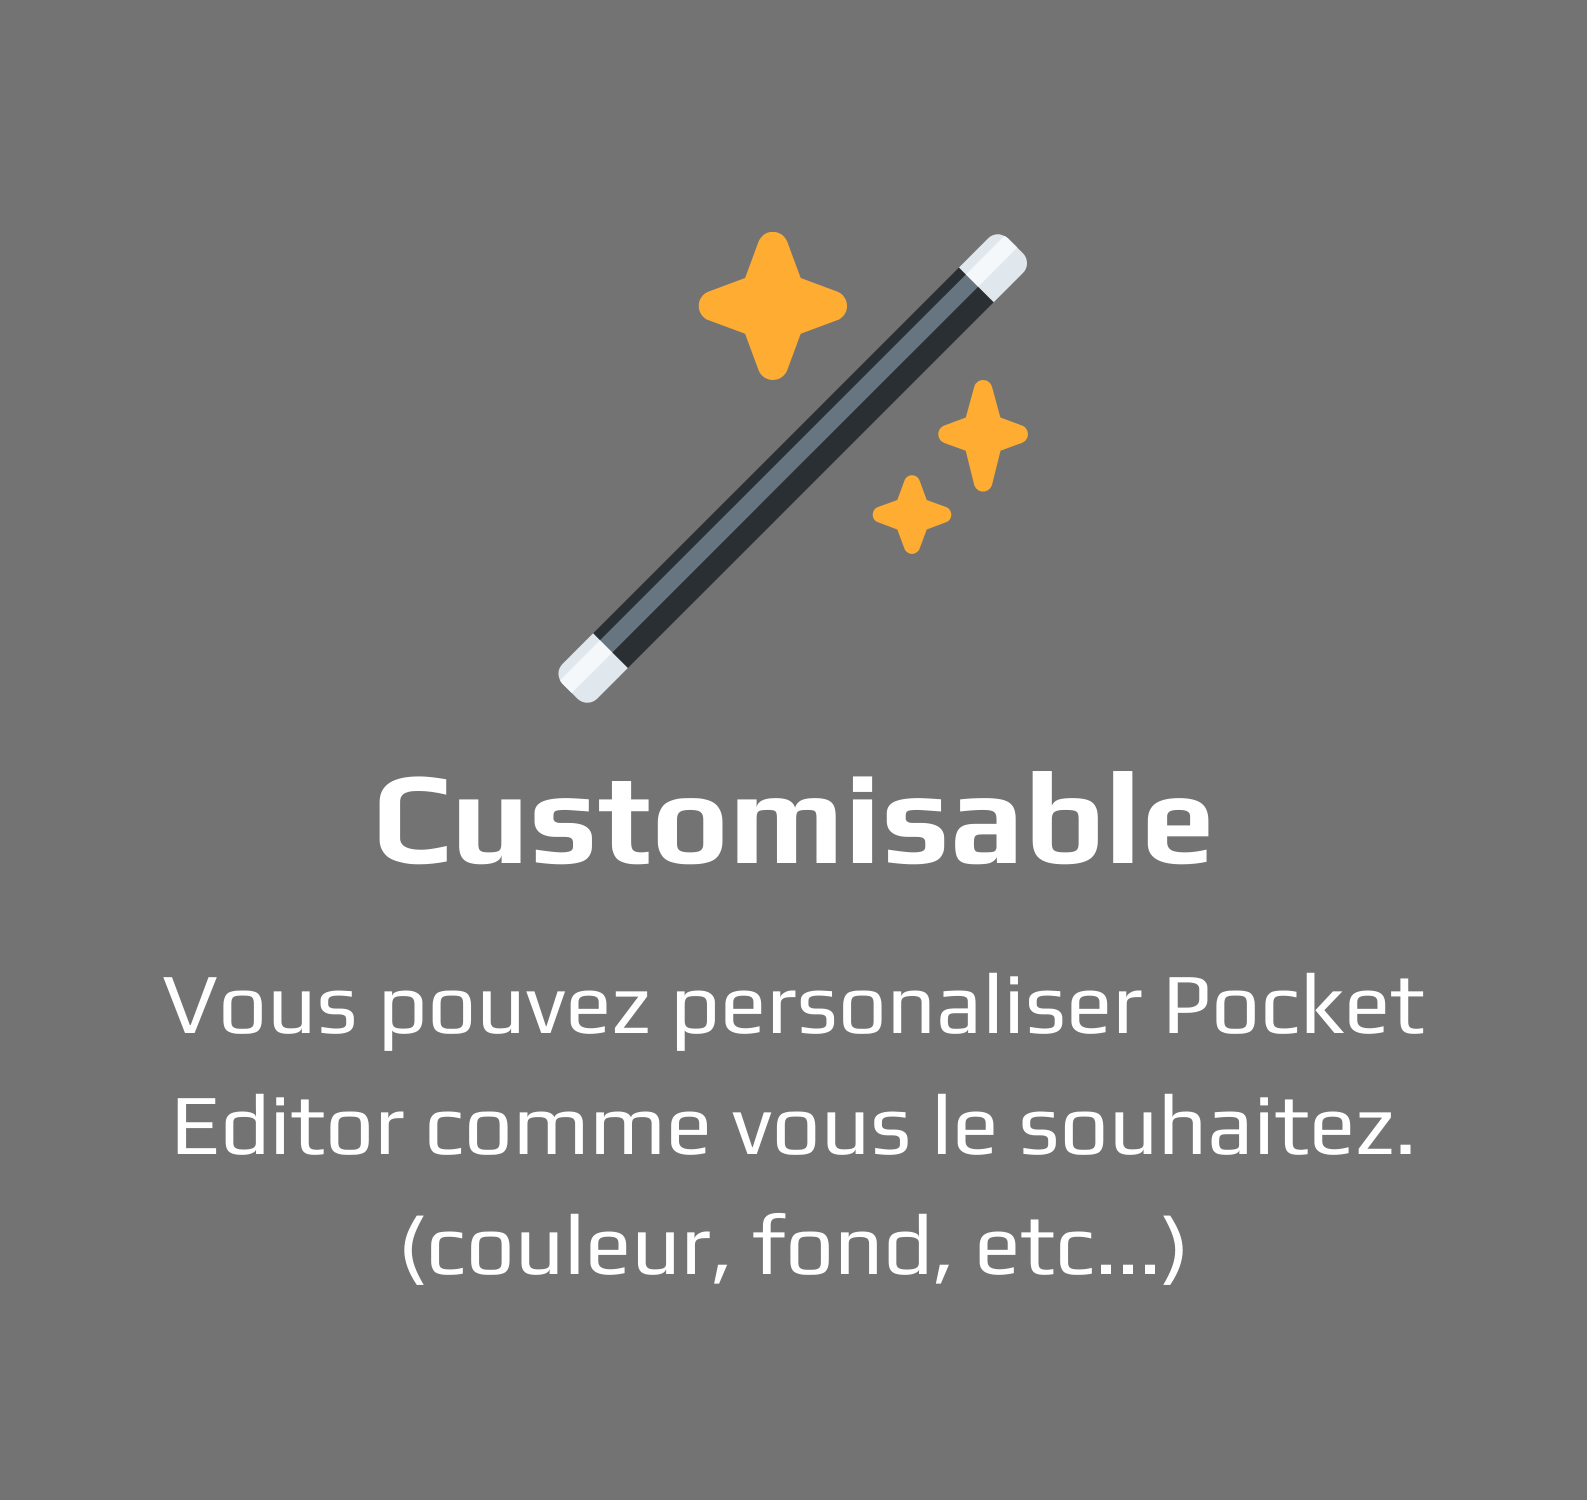 Customisable
Vous pouvez personaliser Pocket
Editor comme vous le souhaitez.
(couleur, fond, etc...)